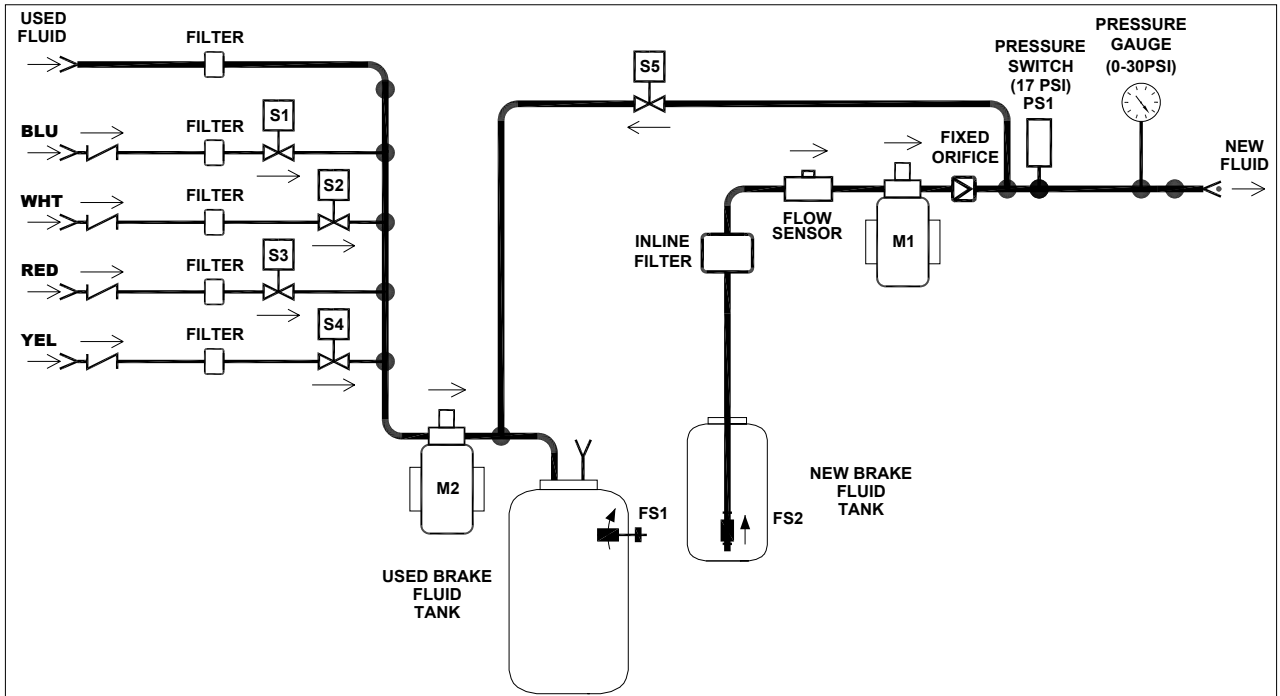 USED
FLUID
FILTER
BLU
FILTER
S1
WHT
FILTER
S2
RED
FILTER
S3
YEL
FILTER
S4
M2
USED BRAKE
FLUID
TANK
FS1
S5
INLINE
FILTER
FLOW
SENSOR
M1
FIXED
ORIFICE
PRESSURE
SWITCH
(17 PSI)
PS1
PRESSURE
GAUGE
(0-30PSI)
NEW
FLUID
NEW BRAKE
FLUID
TANK
FS2